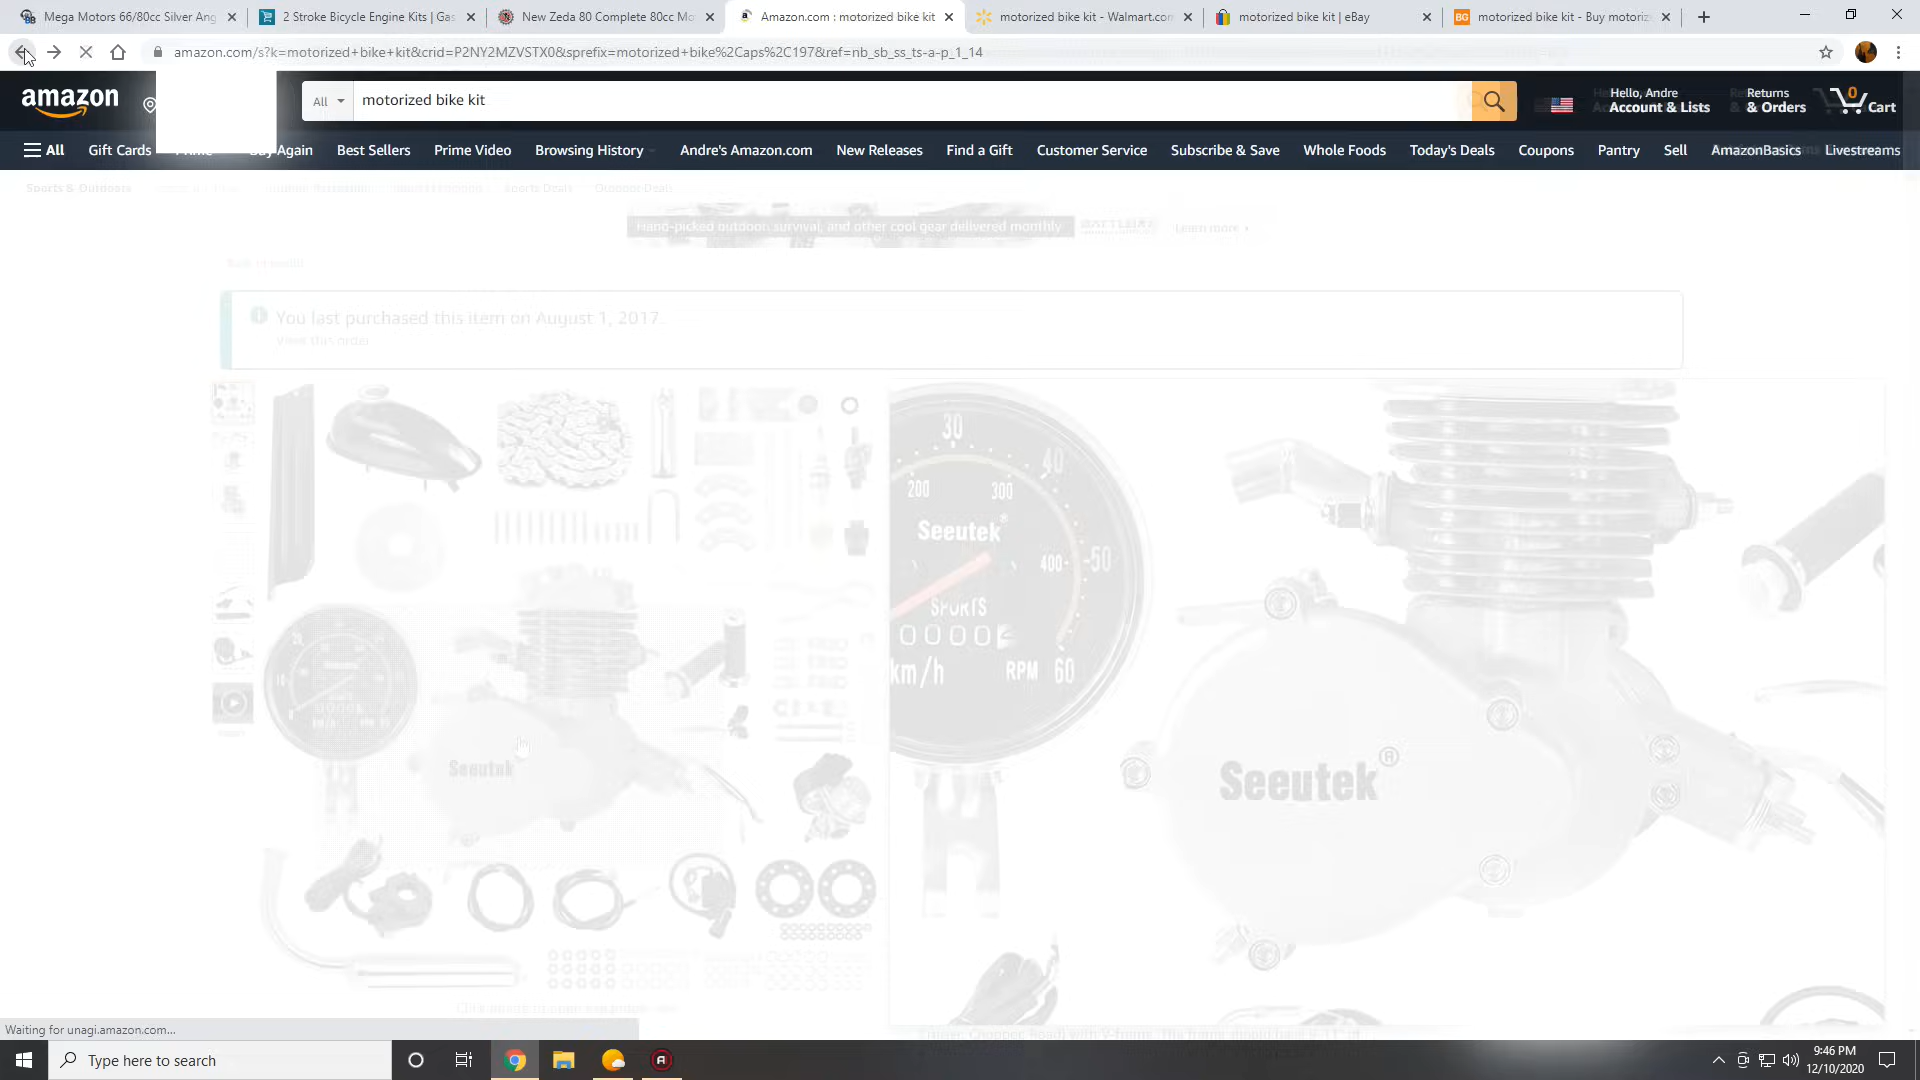 Mega Motors 66/80cc Silver Ang
2 Stroke Bicycle Engine Kits | Gas
New Zeda 80 Complete 80cc Mo
Amazon.com : motorized bike kit
motorized bike kit - Walmart.com
motorized bike kit | eBay
BG motorized bike kit - Buy motoriz
amazon.com/s?k=motorized+bike+kit&crid=P2NY2MZVSTX0&sprefix=motorized+bike%2Caps%2C197&ref=nb_sb_ss_ts-a-p_1_14
amazon
All
motorized bike kit
Hello, Andre
Account & Lists
Returns
& Orders
0
Cart
All
Gift Cards
Prime
Buy Again
Best Sellers
Prime Video
Browsing History
Andre's Amazon.com
New Releases
Find a Gift
Customer Service
Subscribe & Save
Whole Foods
Today's Deals
Coupons
Pantry
Sell
AmazonBasics
Livestreams
Sports & Outdoors
Sports Deals
Outdoor Deals
Hand-picked outdoor, survival, and other cool gear delivered monthly
Learn more
You last purchased this item on August 1, 2017.
View this order
30
40
200
300
Seeutek
400
50
SPORTS
0000
km/h
RPM
60
Seeutek
Seeutek
Waiting for unagi.amazon.com...
Type here to search
9:46 PM
12/10/2020